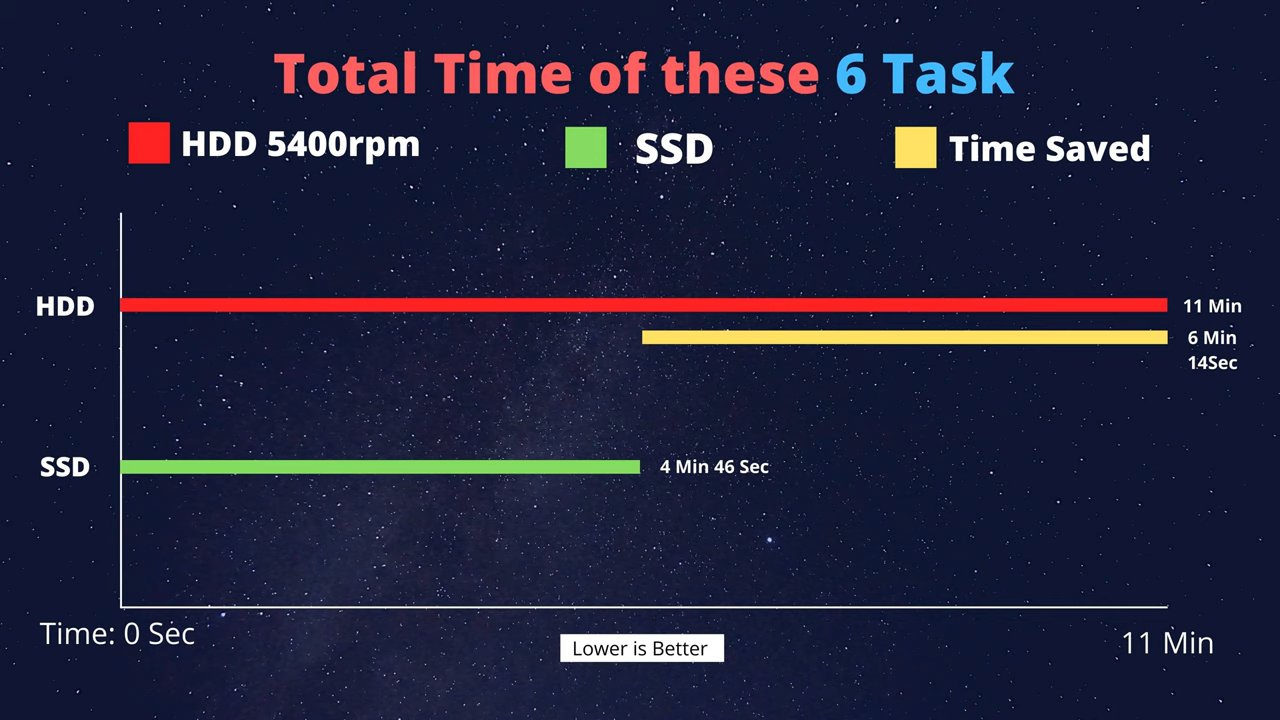 Total Time of these 6 Task
HDD 5400rpm
SSD
Time Saved
HDD
11 Min
6 Min
14Sec
SSD
4 Min 46 Sec
Time: 0 Sec
Lower is Better
11 Min